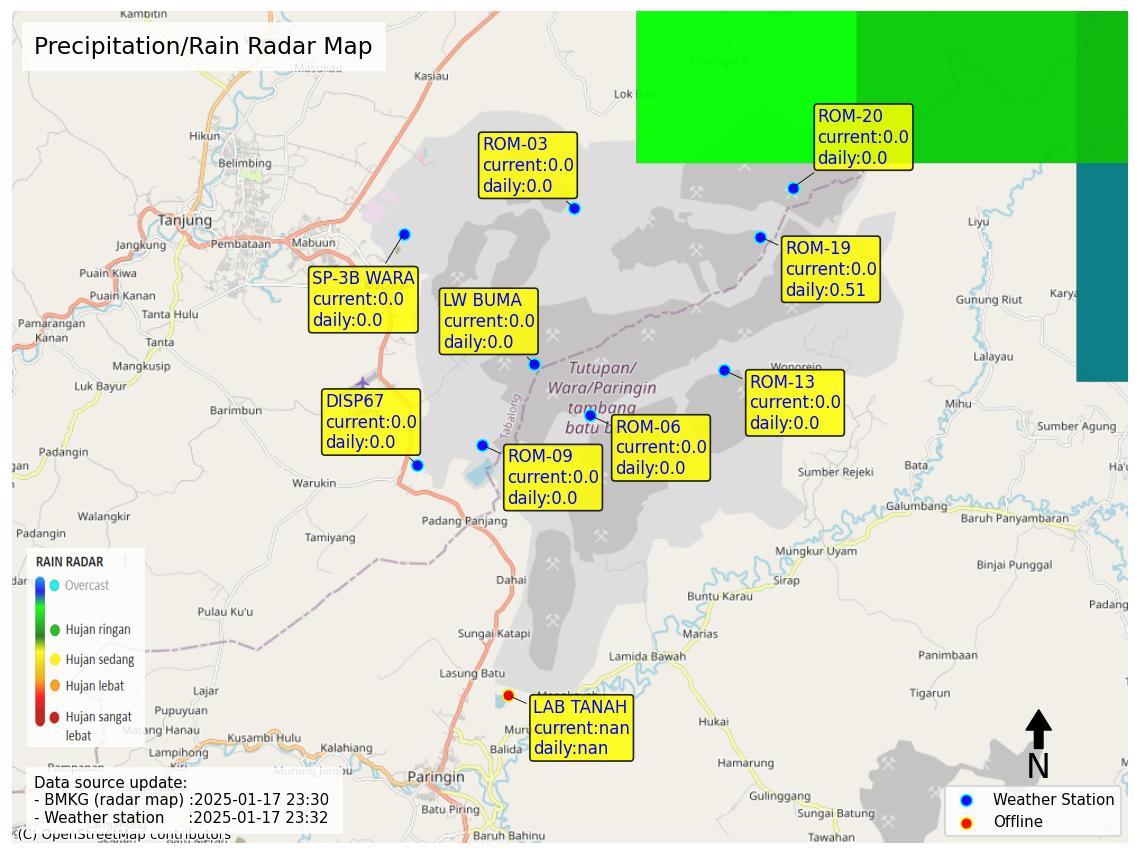 Kambitin
Precipitation/Rain Radar Map
Masukau
Kasiau
Maringgit
Lok Batu
Hikun
Belimbing
ROM-03
current:0.0
daily:0.0
ROM-20
current:0.0
daily:0.0
Tanjung
Jangkung
Pembataan
Mabuun
Liyu
Puain Kiwa
Puain Kanan
Tanta Hulu
SP-3B WARA
current:0.0
daily:0.0
LW BUMA
current:0.0
daily:0.0
ROM-19
current:0.0
daily:0.51
Gunung Riut
Karya
Pamarangan
Kanan
Tanta
Mangkusip
Luk Bayur
Lalayau
Tutupan/
Wara/Paringin
tambang
batu b
Wonorejo
ROM-13
current:0.0
daily:0.0
Tabalong
DISP67
current:0.0
daily:0.0
Barimbun
Mihu
Sumber Agung
ROM-06
current:0.0
daily:0.0
ROM-09
current:0.0
daily:0.0
gan
Padangin
Warukin
Sumber Rejeki
Bata
Ha'u
Galumbang
Baruh Panyambaran
Walangkir
Padangin
Padang Panjang
Tamiyang
Mungkur Uyam
Binjai Punggal
RAIN RADAR
Overcast
Hujan ringan
Hujan sedang
Hujan lebat
Hujan sangat
lebat
dar
Dahai
Sirap
Buntu Karau
Padang
Pulau Ku'u
Sungai Katapi
Marias
Lamida Bawah
Panimbaan
Lasung Batu
Tigarun
Lajar
Pupuyuan
LAB TANAH
current:nan
daily:nan
Matang Hanau
Kusambi Hulu
Kalahiang
Lampihong
Muru
Balida
Hukai
Hamarung
N
Pampanan
Kiri
Murung Jambu
Paringin
Data source update:
- BMKG (radar map) :2025-01-17 23:30
- Weather station :2025-01-17 23:32
(C) OpenStreetMap contributors
Batu Piring
Baruh Bahinu
Gulinggang
Sungai Batung
Tawahan
Weather Station
Offline